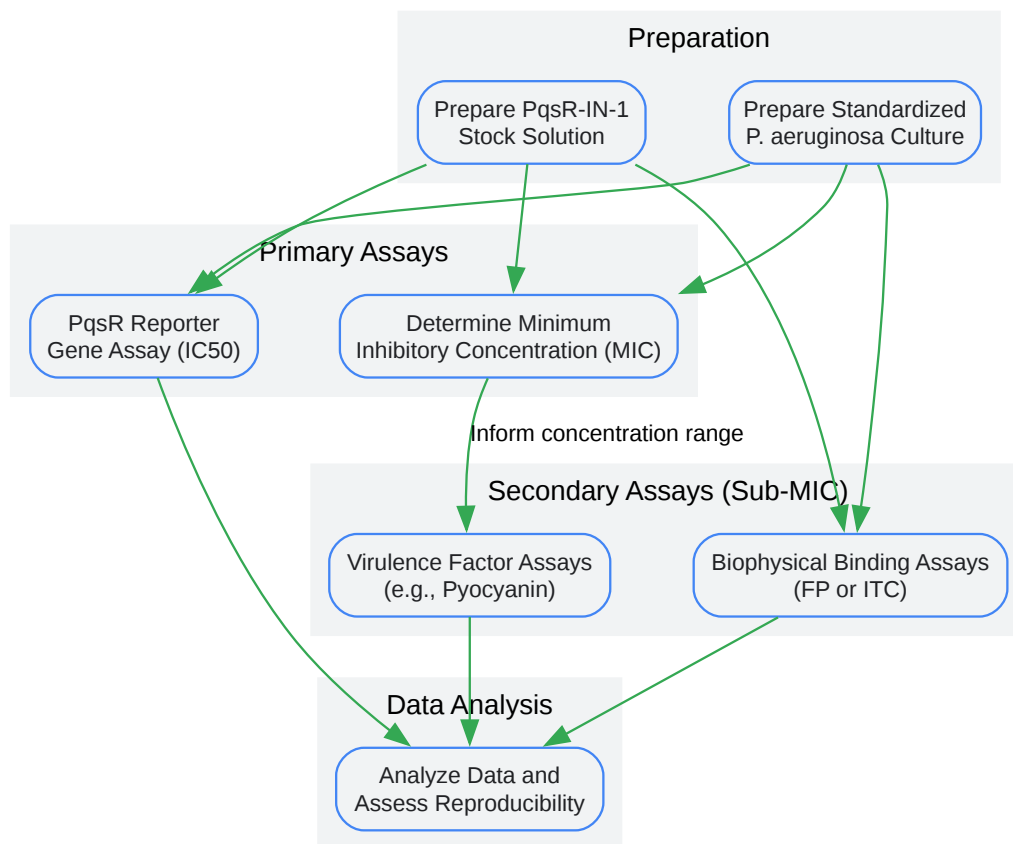 Preparation
Prepare PqsR-IN-1
Stock Solution
Prepare Standardized
P. aeruginosa Culture
Primary Assays
PqsR Reporter
Gene Assay (IC50)
Determine Minimum
Inhibitory Concentration (MIC)
Inform concentration range
Secondary Assays (Sub-MIC)
Virulence Factor Assays
(e.g., Pyocyanin)
Biophysical Binding Assays
(FP or ITC)
Data Analysis
Analyze Data and
Assess Reproducibility